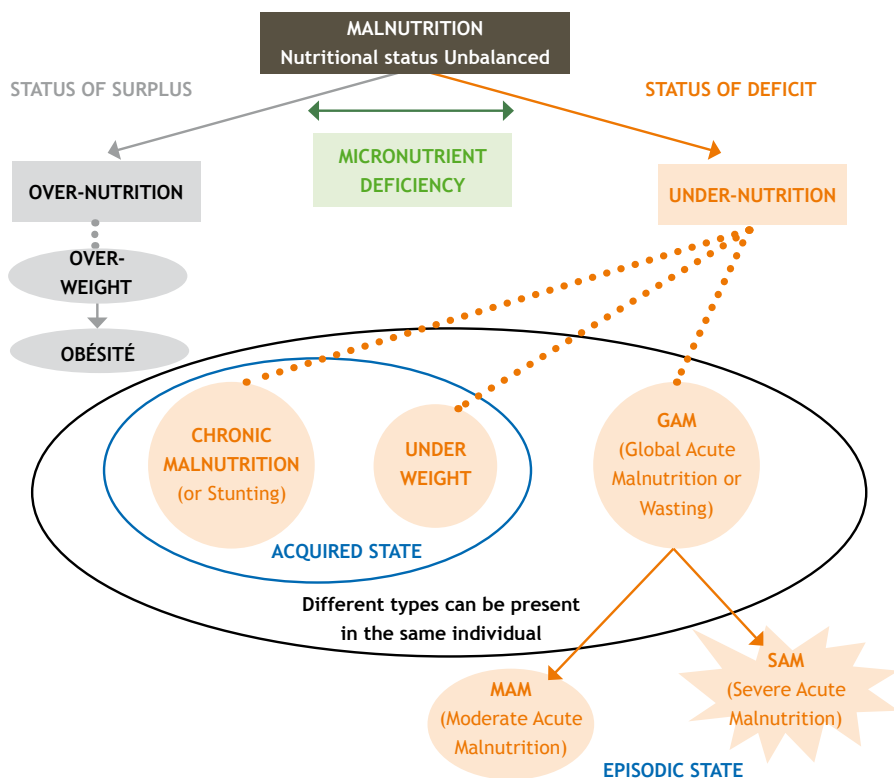 MALNUTRITION
Nutritional status Unbalanced
STATUS OF SURPLUS
STATUS OF DEFICIT
MICRONUTRIENT
DEFICIENCY
OVER-NUTRITION
UNDER-NUTRITION
OVER-
WEIGHT
OBÉSITÉ
CHRONIC
MALNUTRITION
(or Stunting)
UNDER
WEIGHT
GAM
(Global Acute
Malnutrition or
Wasting)
ACQUIRED STATE
Different types can be present
in the same individual
MAM
(Moderate Acute
Malnutrition)
SAM
(Severe Acute
Malnutrition)
EPISODIC STATE